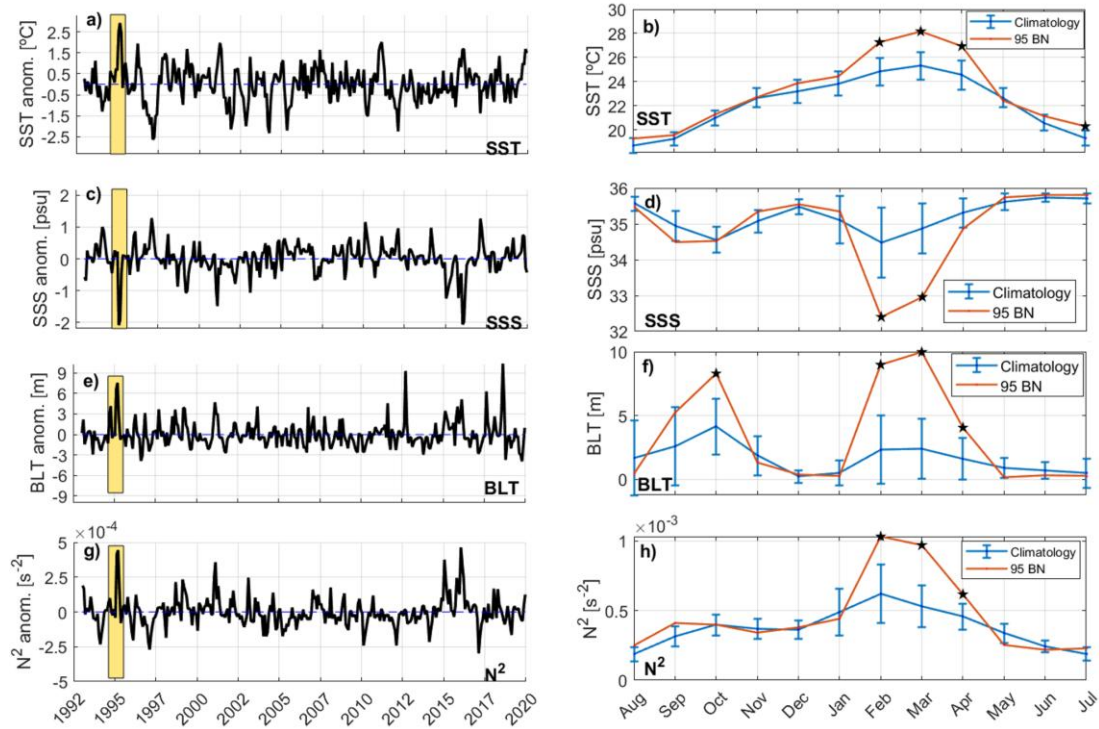 a)
SST anom. [ºC]
2.5
0.5
-0.5
-2.5
SST
b)
SST [ºC]
30
28
26
24
22
20
Climatology
95 BN
SST
c)
SSS anom. [psu]
2
1
0
-1
-2
SSS
d)
SSS [psu]
36
35
34
33
32
Climatology
95 BN
SSS
e)
BLT anom. [m]
9
6
3
0
-3
-6
-9
BLT
f)
BLT [m]
10
5
0
Climatology
95 BN
BLT
g)
×10⁻⁴
N² anom. [s⁻²]
5
2.5
0
-2.5
-5
N²
1992 1995 1997 2000 2002 2005 2007 2010 2012 2015 2017 2020
h)
×10⁻³
N² [s⁻²]
1
0.5
0
Climatology
95 BN
N²
Aug Sep Oct Nov Dec Jan Feb Mar Apr May Jun Jul